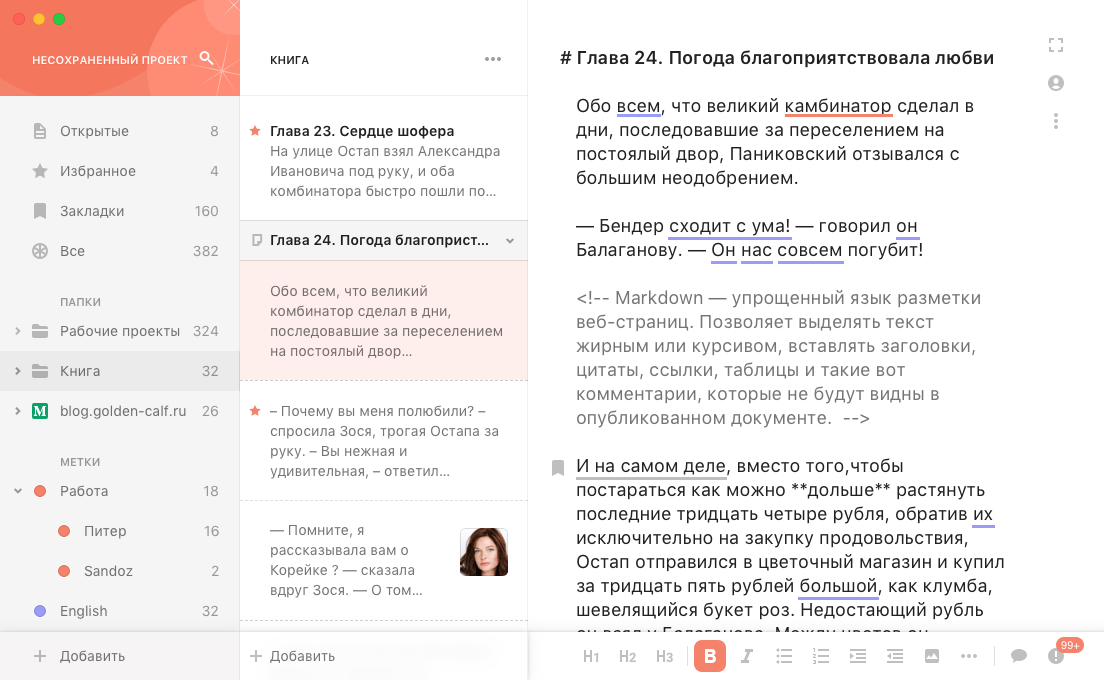 НЕСОХРАНЕННЫЙ ПРОЕКТ
Открытые 8
Избранное 4
Закладки 160
Все 382
ПАПКИ
Рабочие проекты 324
Книга 32
M blog.golden-calf.ru 26
МЕТКИ
Работа 18
Питер 16
Sandoz 2
English 32
+ Добавить
КНИГА
Глава 23. Сердце шофера
На улице Остап взял Александра
Ивановича под руку, и оба
комбинатора быстро пошли по...
Глава 24. Погода благоприст...
Обо всем, что великий
комбинатор сделал в дни,
последовавшие за переселением
на постоялый двор...
– Почему вы меня полюбили? –
спросила Зося, трогая Остапа за
руку. – Вы нежная и
удивительная, – ответил...
— Помните, я
рассказывала вам о
Корейке ? — сказала
вдруг Зося. — О том...
+ Добавить
# Глава 24. Погода благоприятствовала любви
Обо всем, что великий камбинатор сделал в
дни, последовавшие за переселением на
постоялый двор, Паниковский отзывался с
большим неодобрением.
— Бендер сходит с ума! — говорил он
Балаганову. — Он нас совсем погубит!
<!-- Markdown — упрощенный язык разметки
веб-страниц. Позволяет выделять текст
жирным или курсивом, вставлять заголовки,
цитаты, ссылки, таблицы и такие вот
комментарии, которые не будут видны в
опубликованном документе. -->
И на самом деле, вместо того,чтобы
постараться как можно **дольше** растянуть
последние тридцать четыре рубля, обратив их
исключительно на закупку продовольствия,
Остап отправился в цветочный магазин и купил
за тридцать пять рублей большой, как клумба,
шевелящийся букет роз. Недостающий рубль
он взял у Балаганова. Между цветов он
H1 H2 H3 B I 99+